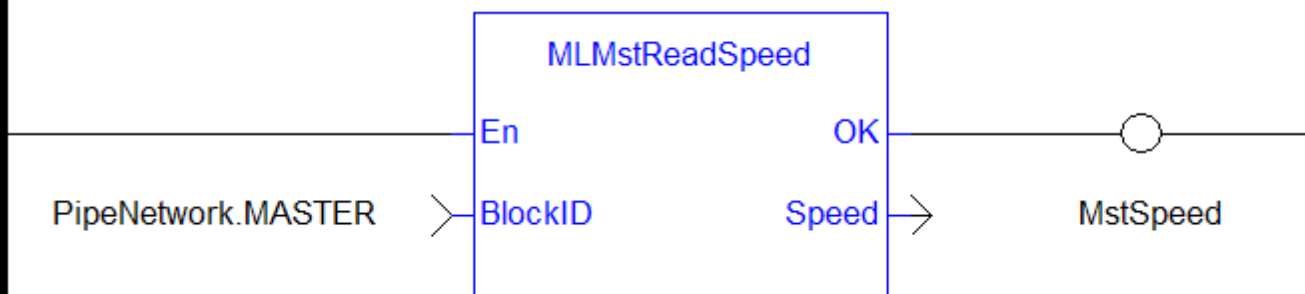 MLMstReadSpeed
En OK
PipeNetwork.MASTER BlockID Speed MstSpeed